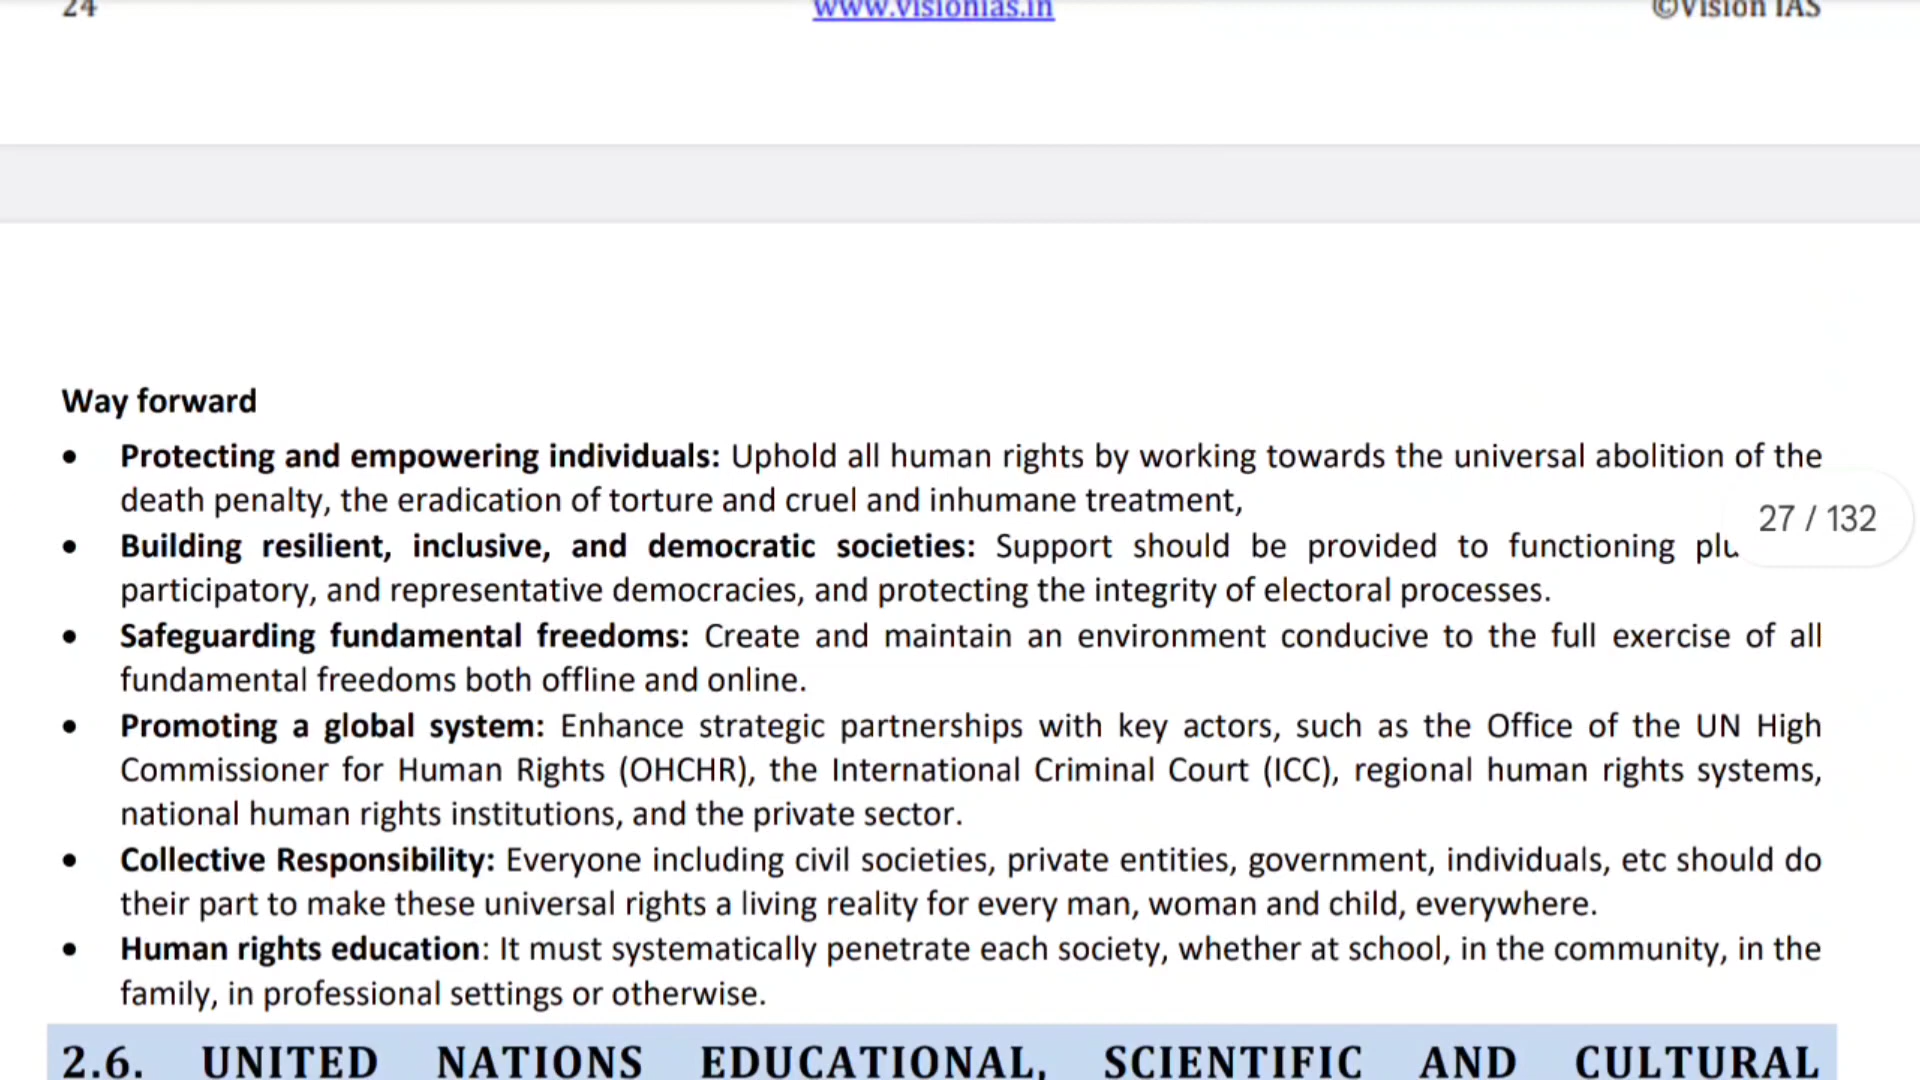 24 www.visionias.in ©Vision IAS
Way forward
• Protecting and empowering individuals: Uphold all human rights by working towards the universal abolition of the
death penalty, the eradication of torture and cruel and inhumane treatment,
27 / 132
• Building resilient, inclusive, and democratic societies: Support should be provided to functioning
participatory, and representative democracies, and protecting the integrity of electoral processes.
• Safeguarding fundamental freedoms: Create and maintain an environment conducive to the full exercise of all
fundamental freedoms both offline and online.
• Promoting a global system: Enhance strategic partnerships with key actors, such as the Office of the UN High
Commissioner for Human Rights (OHCHR), the International Criminal Court (ICC), regional human rights systems,
national human rights institutions, and the private sector.
• Collective Responsibility: Everyone including civil societies, private entities, government, individuals, etc should do
their part to make these universal rights a living reality for every man, woman and child, everywhere.
• Human rights education: It must systematically penetrate each society, whether at school, in the community, in the
family, in professional settings or otherwise.
2.6. UNITED NATIONS EDUCATIONAL, SCIENTIFIC AND CULTURAL